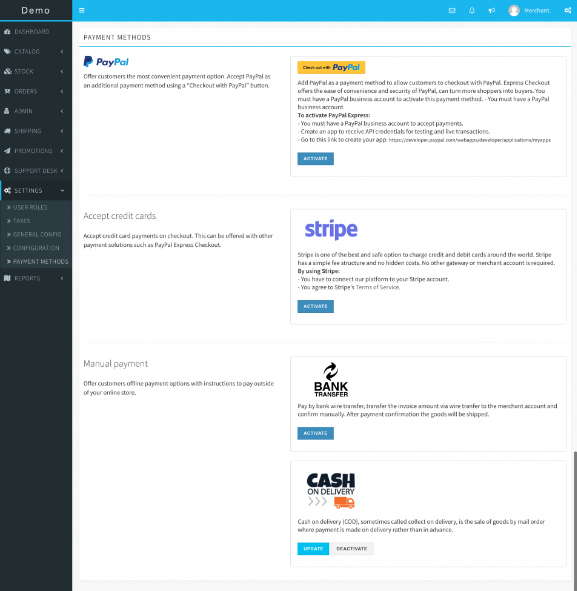 Demo
Merchant.
DASHBOARD
CATALOG
STOCK
ORDERS
ADMIN
SHIPPING
PROMOTIONS
SUPPORT DESK
SETTINGS
USER ROLES
TAXES
GENERAL CONFIG
CONFIGURATION
PAYMENT METHODS
REPORTS
PAYMENT METHODS
PayPal
Offer customers the most convenient payment option. Accept PayPal as
an additional payment method using a "Checkout with PayPal" button.
Check out with PayPal
Add PayPal as a payment method to allow customers to checkout with PayPal. Express Checkout
offers the ease of convenience and security of PayPal, can turn more shoppers into buyers. You
must have a PayPal business account to activate this payment method. - You must have a PayPal
business account.
To activate PayPal Express:
- You must have a PayPal business account to accept payments.
- Create an app to receive API credentials for testing and live transactions.
- Go to this link to create your app: https://developer.paypal.com/webapps/developer/applications/myapps
ACTIVATE
Accept credit cards
Accept credit card payments on checkout. This can be offered with other
payment solutions such as PayPal Express Checkout.
stripe
Stripe is one of the best and safe option to charge credit and debit cards around the world. Stripe
has a simple fee structure and no hidden costs. No other gateway or merchant account is required.
By using Stripe:
- You have to connect our platform to your Stripe account.
- You agree to Stripe's Terms of Service.
ACTIVATE
Manual payment
Offer customers offline payment options with instructions to pay outside
of your online store.
BANK
TRANSFER
Pay by bank wire transfer, transfer the invoice amount via wire tranfer to the merchant account and
confirm manually. After payment confirmation the goods will be shipped.
ACTIVATE
CASH
ON DELIVERY
Cash on delivery (COD), sometimes called collect on delivery, is the sale of goods by mail order
where payment is made on delivery rather than in advance.
UPDATE
DEACTIVATE